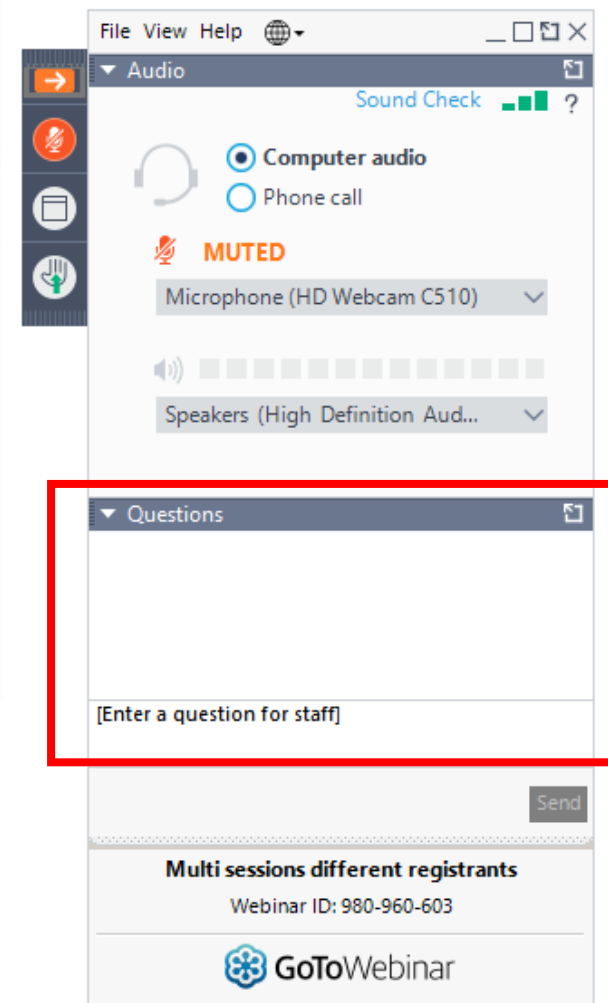 File View Help
Audio
Sound Check ?
Computer audio
Phone call
MUTED
Microphone (HD Webcam C510)
Speakers (High Definition Aud...
Questions
[Enter a question for staff]
Send
Multi sessions different registrants
Webinar ID: 980-960-603
GoToWebinar